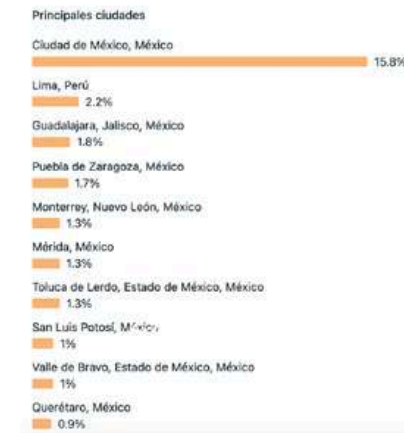 Principales ciudades
Ciudad de México, México
15.8%
Lima, Perú
2.2%
Guadalajara, Jalisco, México
1.8%
Puebla de Zaragoza, México
1.7%
Monterrey, Nuevo León, México
1.3%
Mérida, México
1.3%
Toluca de Lerdo, Estado de México, México
1.3%
San Luis Potosí, México
1%
Valle de Bravo, Estado de México, México
1%
Querétaro, México
0.9%